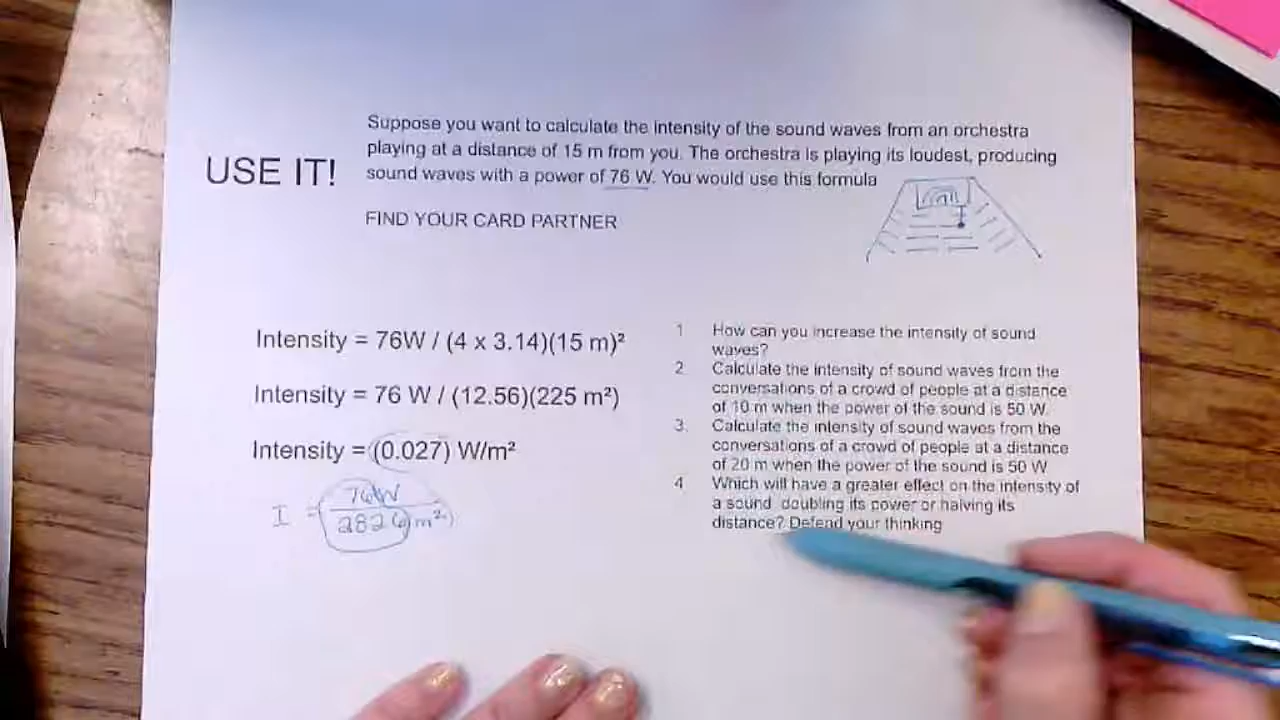 Suppose you want to calculate the intensity of the sound waves from an orchestra
playing at a distance of 15 m from you. The orchestra is playing its loudest, producing
sound waves with a power of 76 W. You would use this formula
USE IT!
FIND YOUR CARD PARTNER
Intensity = 76W / (4 x 3.14)(15 m)²
Intensity = 76 W / (12.56)(225 m²)
Intensity = (0.027) W/m²
I = 76W
2826 m²
1 How can you increase the intensity of sound
waves?
2. Calculate the intensity of sound waves from the
conversations of a crowd of people at a distance
of 10 m when the power of the sound is 50 W.
3. Calculate the intensity of sound waves from the
conversations of a crowd of people at a distance
of 20 m when the power of the sound is 50 W
4 Which will have a greater effect on the intensity of
a sound doubling its power or halving its
distance? Defend your thinking